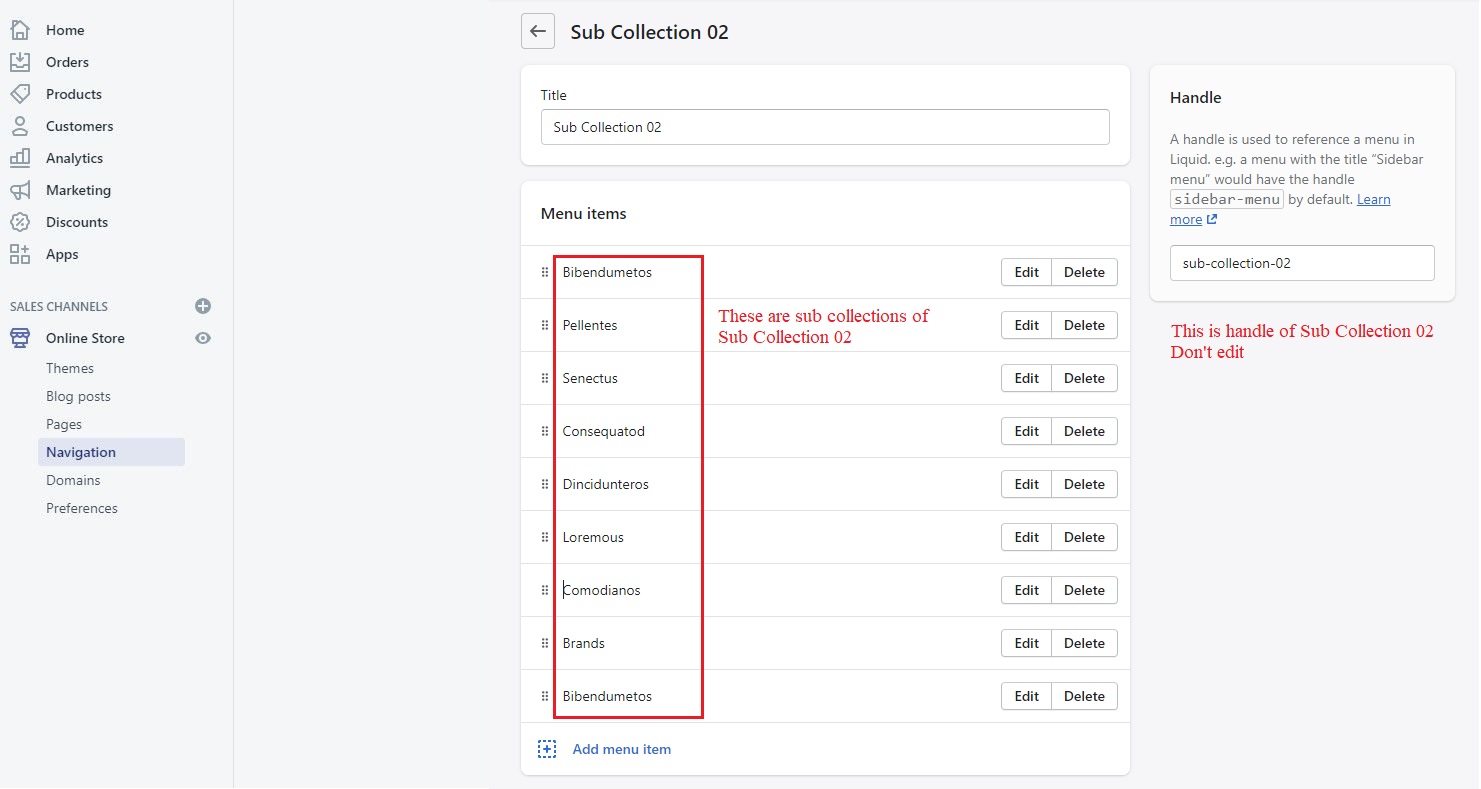 Home
Orders
Products
Customers
Analytics
Marketing
Discounts
Apps
SALES CHANNELS
Online Store
Themes
Blog posts
Pages
Navigation
Domains
Preferences
Sub Collection 02
Title
Sub Collection 02
Menu items
Bibendumetos Edit Delete
Pellentes Edit Delete
Senectus Edit Delete
Consequatod Edit Delete
Dincidunteros Edit Delete
Loremous Edit Delete
Comodianos Edit Delete
Brands Edit Delete
Bibendumetos Edit Delete
Add menu item
These are sub collections of
Sub Collection 02
Handle
A handle is used to reference a menu in
Liquid. e.g. a menu with the title “Sidebar
menu” would have the handle
sidebar-menu by default. Learn
more
sub-collection-02
This is handle of Sub Collection 02
Don't edit